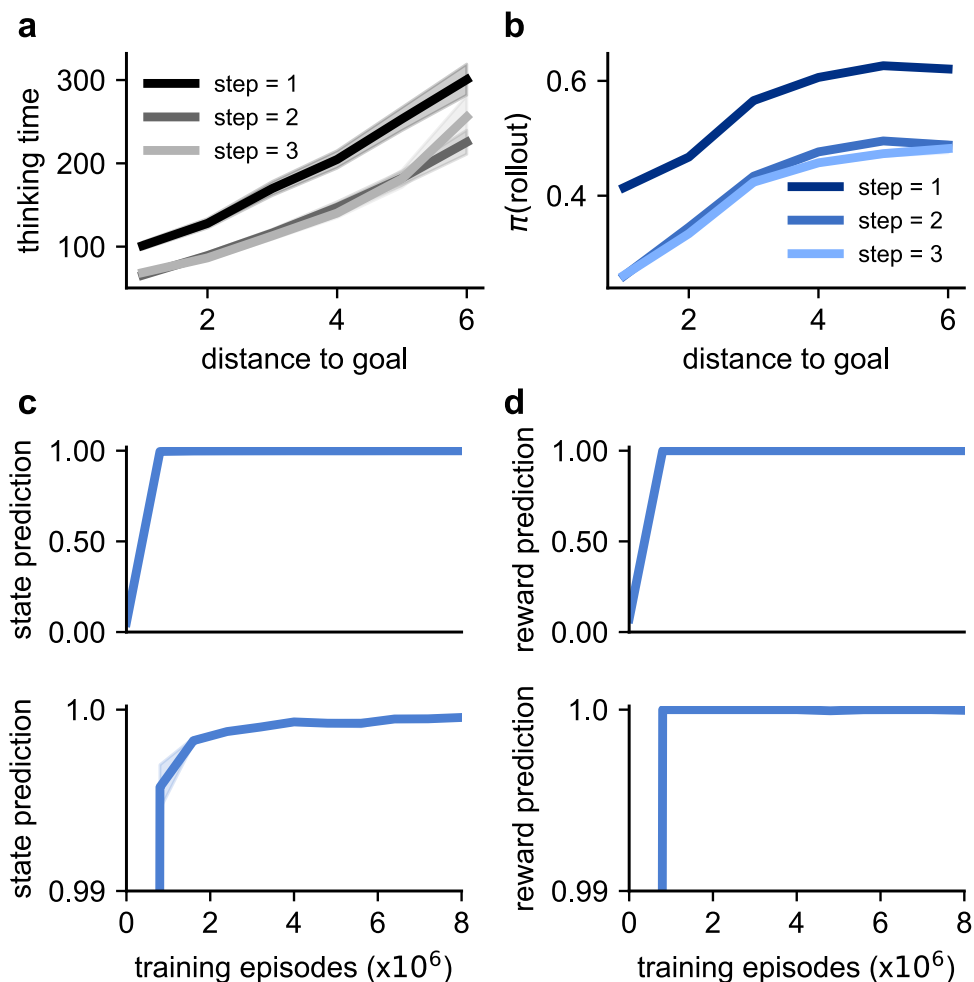 a
thinking time
300
200
100
step = 1
step = 2
step = 3
2 4 6
distance to goal
b
π(rollout)
0.6
0.4
step = 1
step = 2
step = 3
2 4 6
distance to goal
c
state prediction
1.00
0.50
0.00
state prediction
1.0
0.99
0 2 4 6 8
training episodes (x10⁶)
d
reward prediction
1.00
0.50
0.00
reward prediction
1.0
0.99
0 2 4 6 8
training episodes (x10⁶)